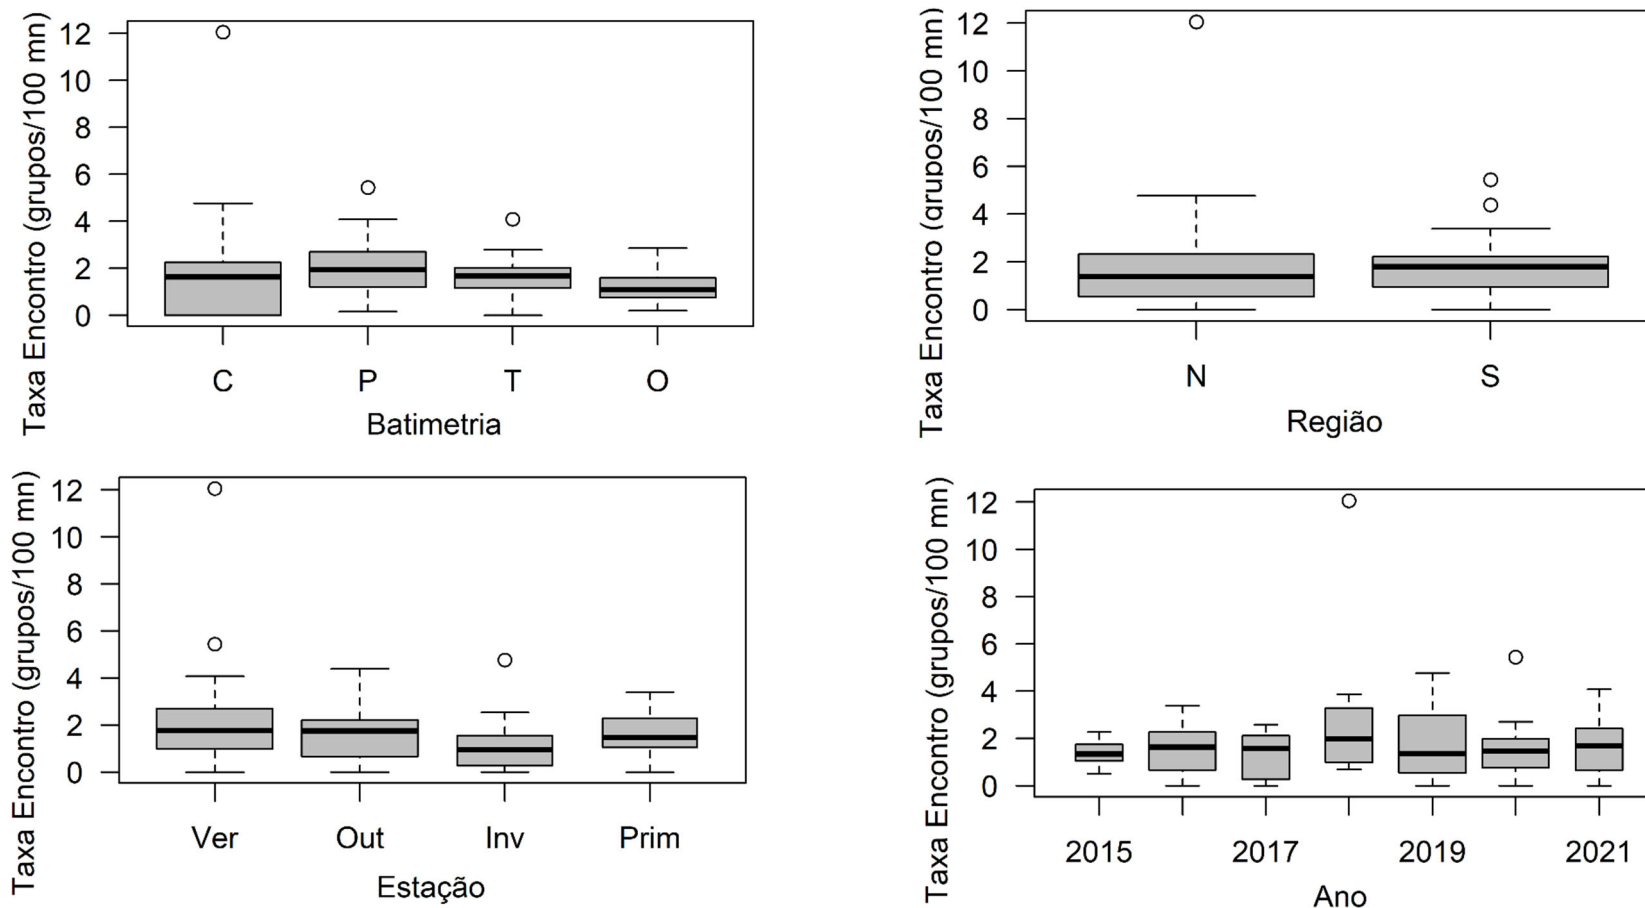 Taxa Encontro (grupos/100 mn)
12
10
8
6
4
2
0
C P T O
Batimetria
Taxa Encontro (grupos/100 mn)
12
10
8
6
4
2
0
N S
Região
Taxa Encontro (grupos/100 mn)
12
10
8
6
4
2
0
Ver Out Inv Prim
Estação
Taxa Encontro (grupos/100 mn)
12
10
8
6
4
2
0
2015 2017 2019 2021
Ano